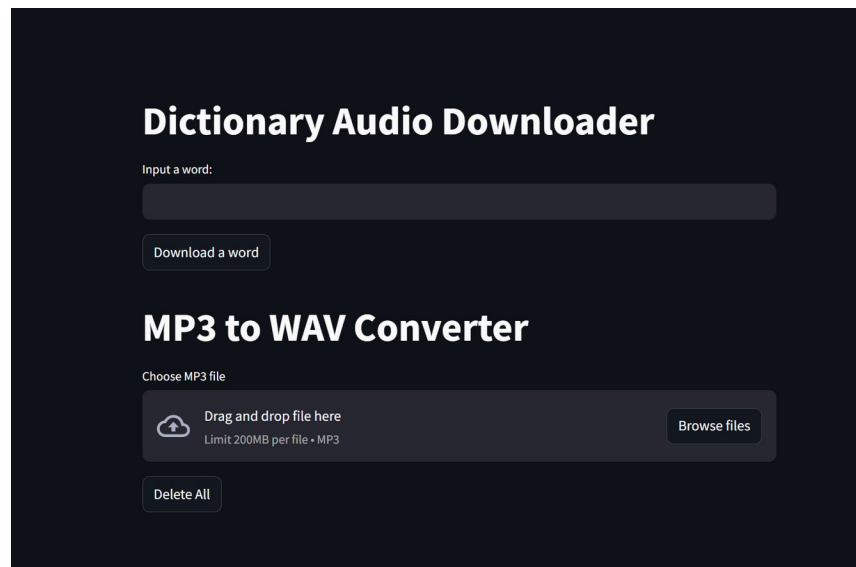 Dictionary Audio Downloader
Input a word:
Download a word
MP3 to WAV Converter
Choose MP3 file
Drag and drop file here
Limit 200MB per file • MP3
Browse files
Delete All